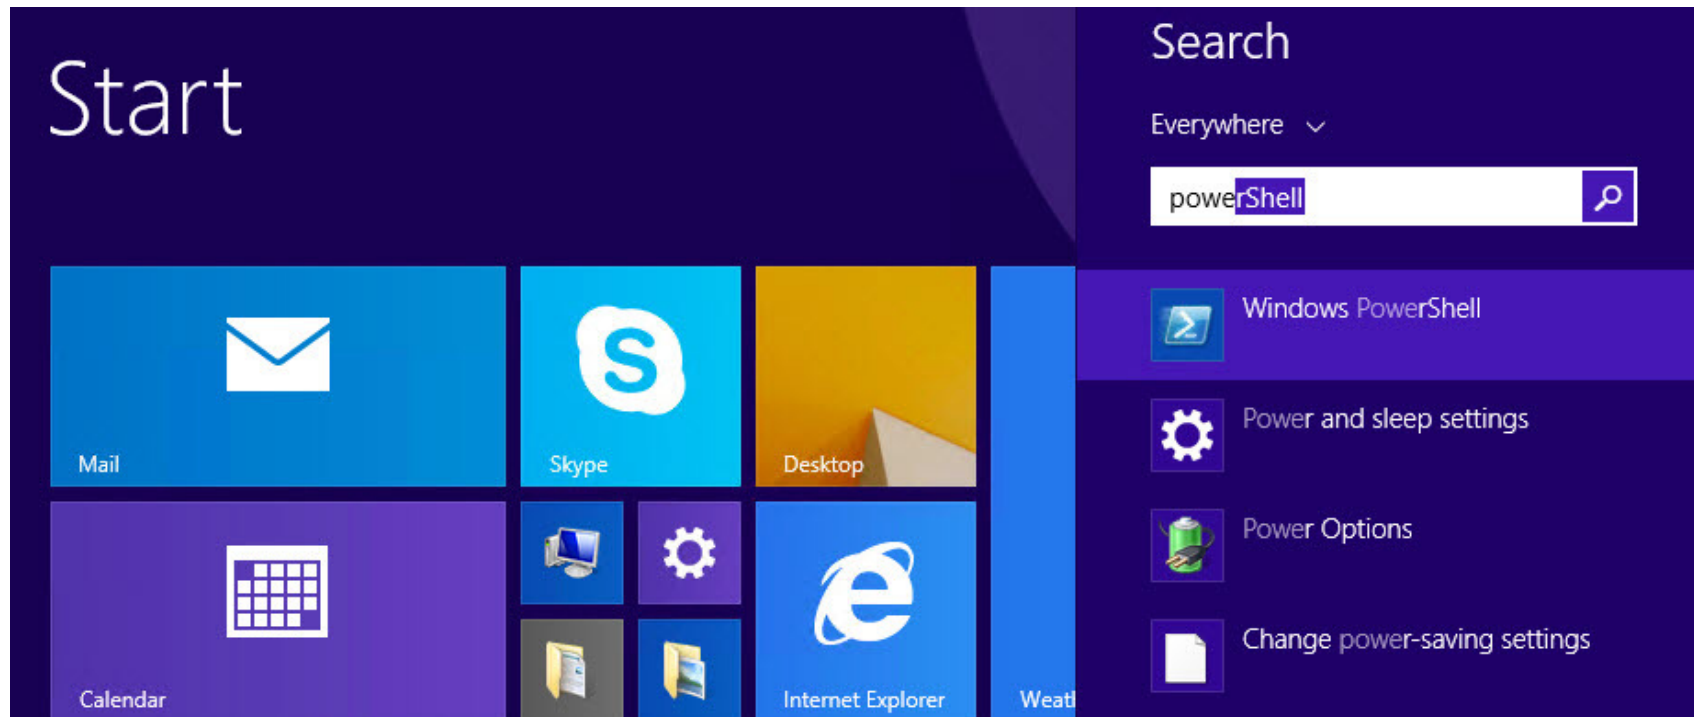 Start
Mail
Skype
Desktop
Calendar
Internet Explorer
Search
Everywhere
powerShell
Windows PowerShell
Power and sleep settings
Power Options
Change power-saving settings